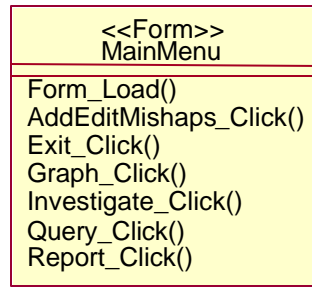 <<Form>>
MainMenu
Form_Load()
AddEditMishaps_Click()
Exit_Click()
Graph_Click()
Investigate_Click()
Query_Click()
Report_Click()